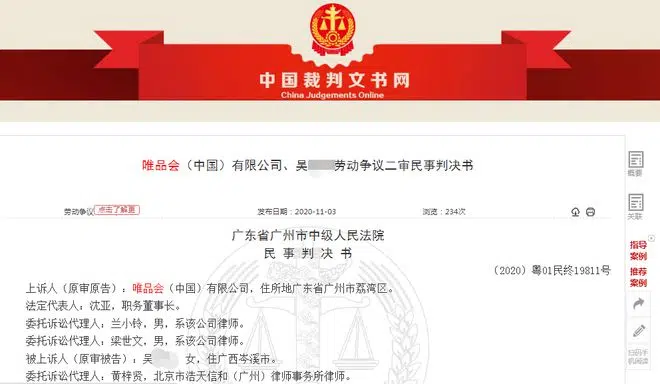 中国裁判文书网
China Judgements Online
唯品会（中国）有限公司、吴 劳动争议二审民事判决书
劳动争议 点击了解更多
发布日期：2020-11-03
浏览：234次
广东省广州市中级人民法院
民 事 判 决 书
（2020）粤01民终19811号
上诉人（原审原告）：唯品会（中国）有限公司，住所地广东省广州市荔湾区。
法定代表人：沈亚，职务董事长。
委托诉讼代理人：兰小铃，男，系该公司律师。
委托诉讼代理人：梁世文，男，系该公司律师。
被上诉人（原审被告）：吴 女，住广西岑溪市。
委托诉讼代理人：黄梓贤，北京市浩天信和（广州）律师事务所律师。
概要
关联
指导
案例
推荐
案例
扫码手
机阅读